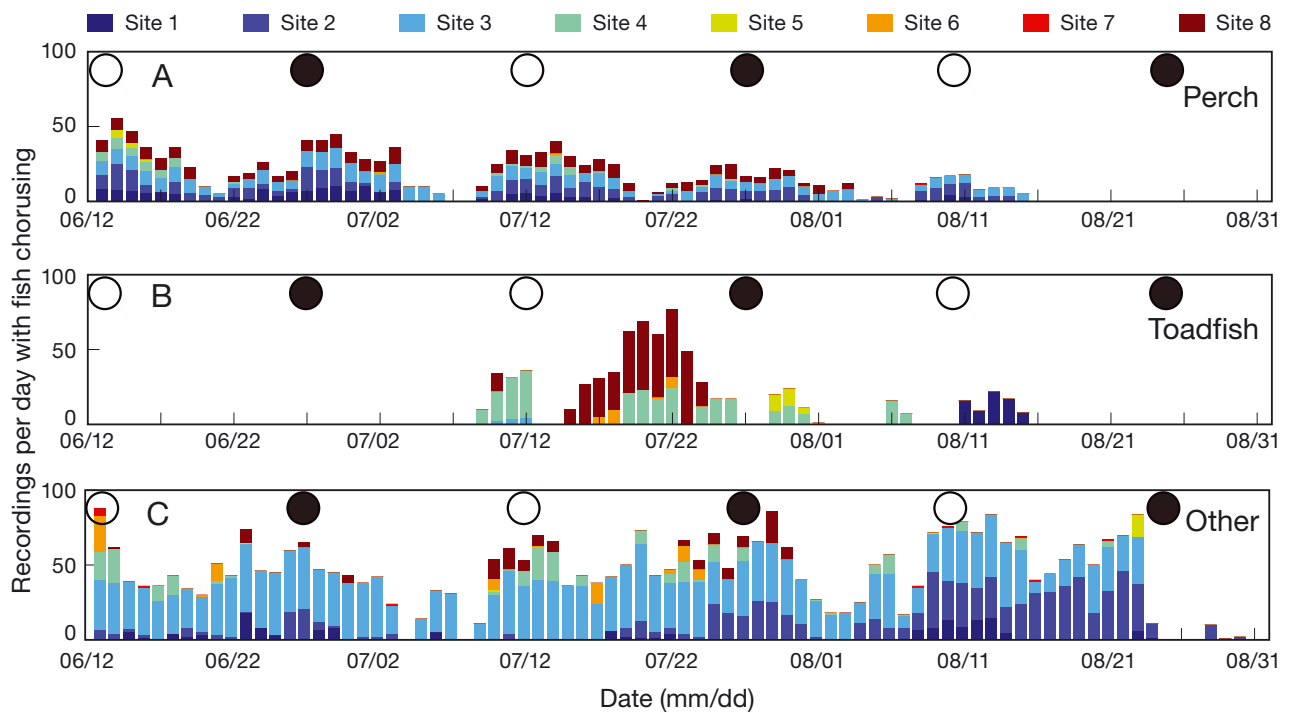 Site 1 Site 2 Site 3 Site 4 Site 5 Site 6 Site 7 Site 8
Recordings per day with fish chorusing
100
A
Perch
50
0
06/12 06/22 07/02 07/12 07/22 08/01 08/11 08/21 08/31
100
B
Toadfish
50
0
06/12 06/22 07/02 07/12 07/22 08/01 08/11 08/21 08/31
100
C
Other
50
0
06/12 06/22 07/02 07/12 07/22 08/01 08/11 08/21 08/31
Date (mm/dd)